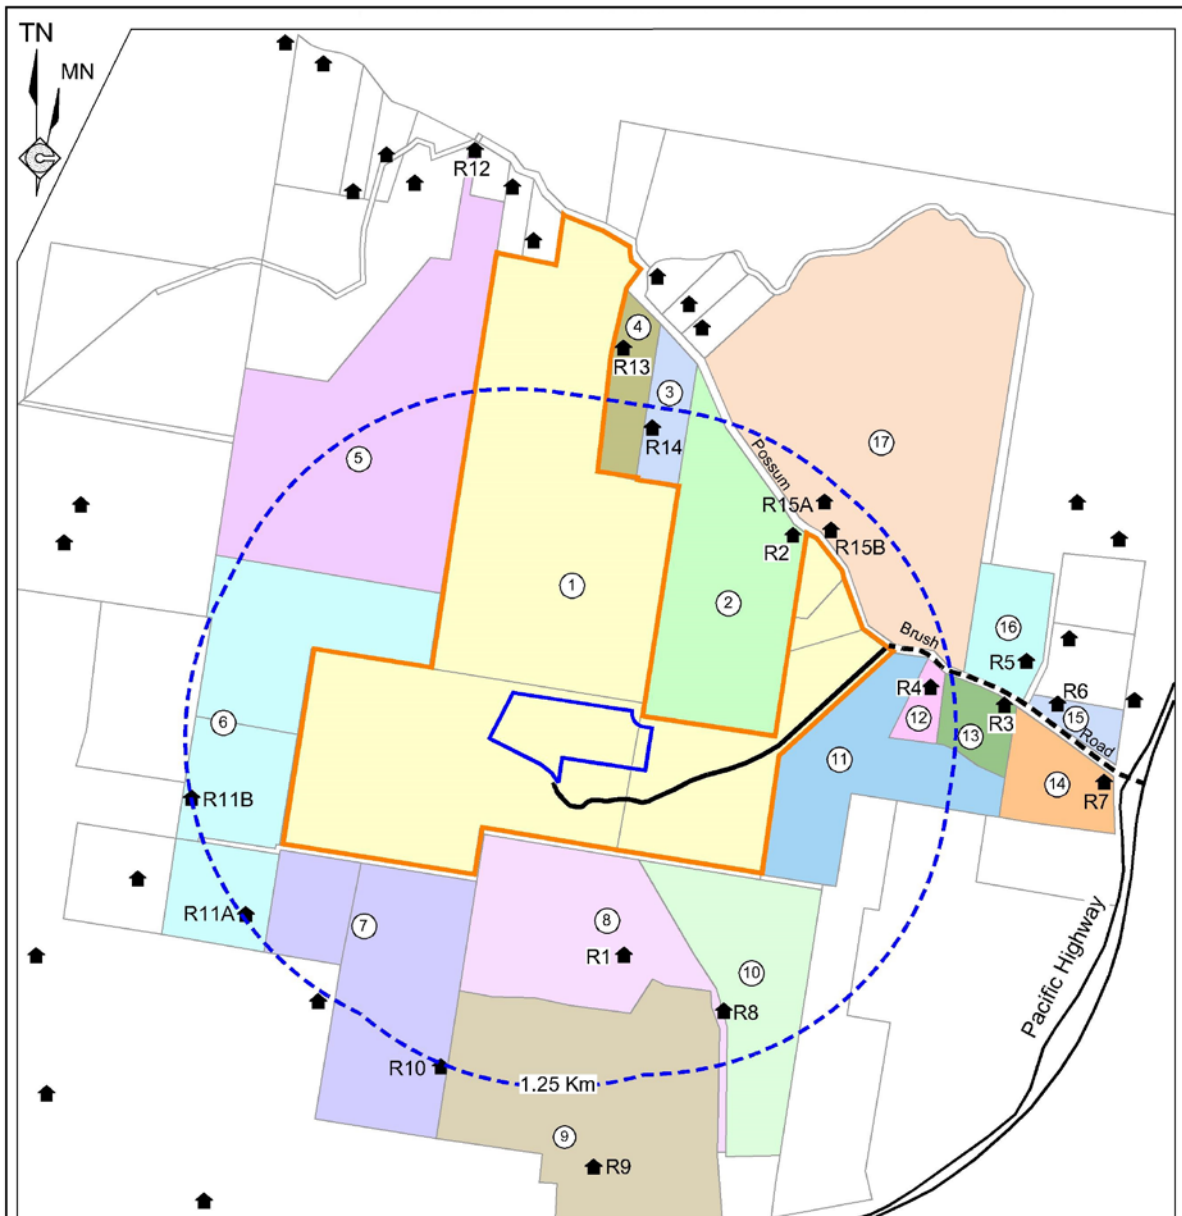 TN
MN
R12
4
R13
3
R14
5
17
Possum
R15A
R15B
R2
1
2
16
Brush
R5
R4
R6
12
R3
15
13
Road
6
11
14
R7
R11B
R11A
7
8
R1
10
R8
Pacific Highway
R10
1.25 Km
9
R9